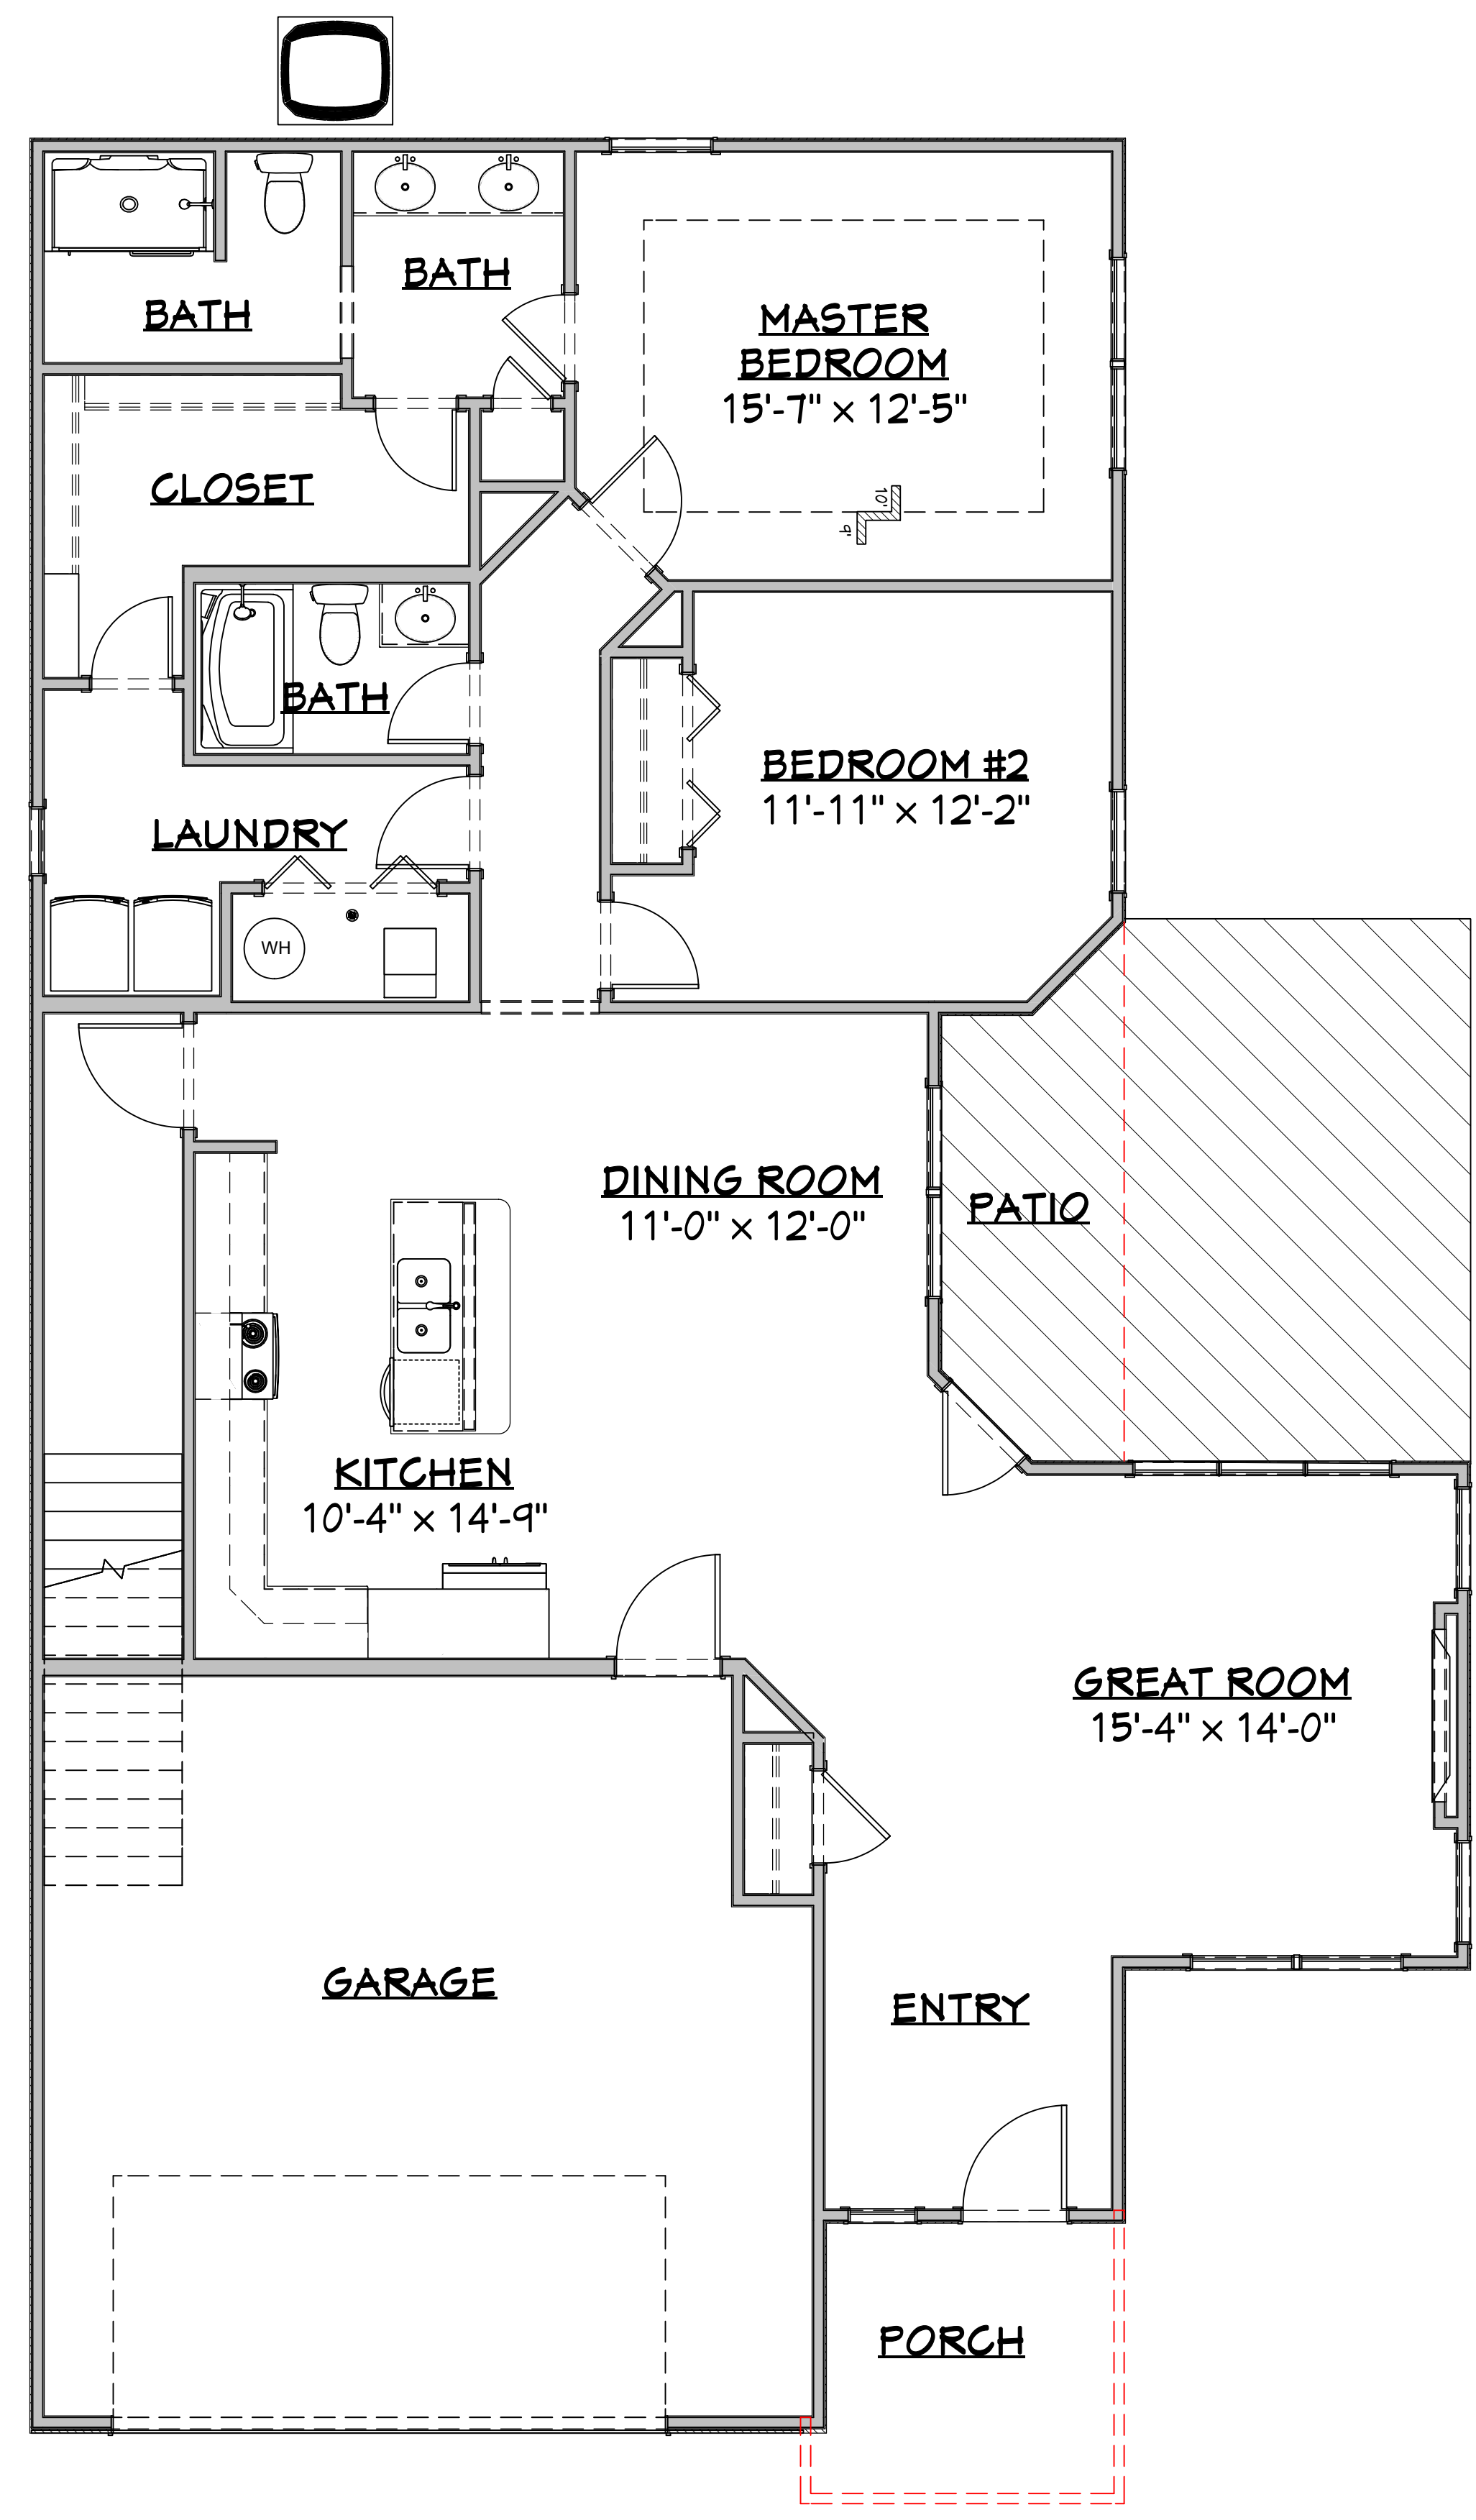 BATH
BATH
MASTER
BEDROOM
15'-7" × 12'-5"
CLOSET
10'
9'
BATH
BEDROOM #2
11'-11" × 12'-2"
LAUNDRY
WH
DINING ROOM
11'-0" × 12'-0"
PATIO
KITCHEN
10'-4" × 14'-9"
GREAT ROOM
15'-4" × 14'-0"
GARAGE
ENTRY
PORCH